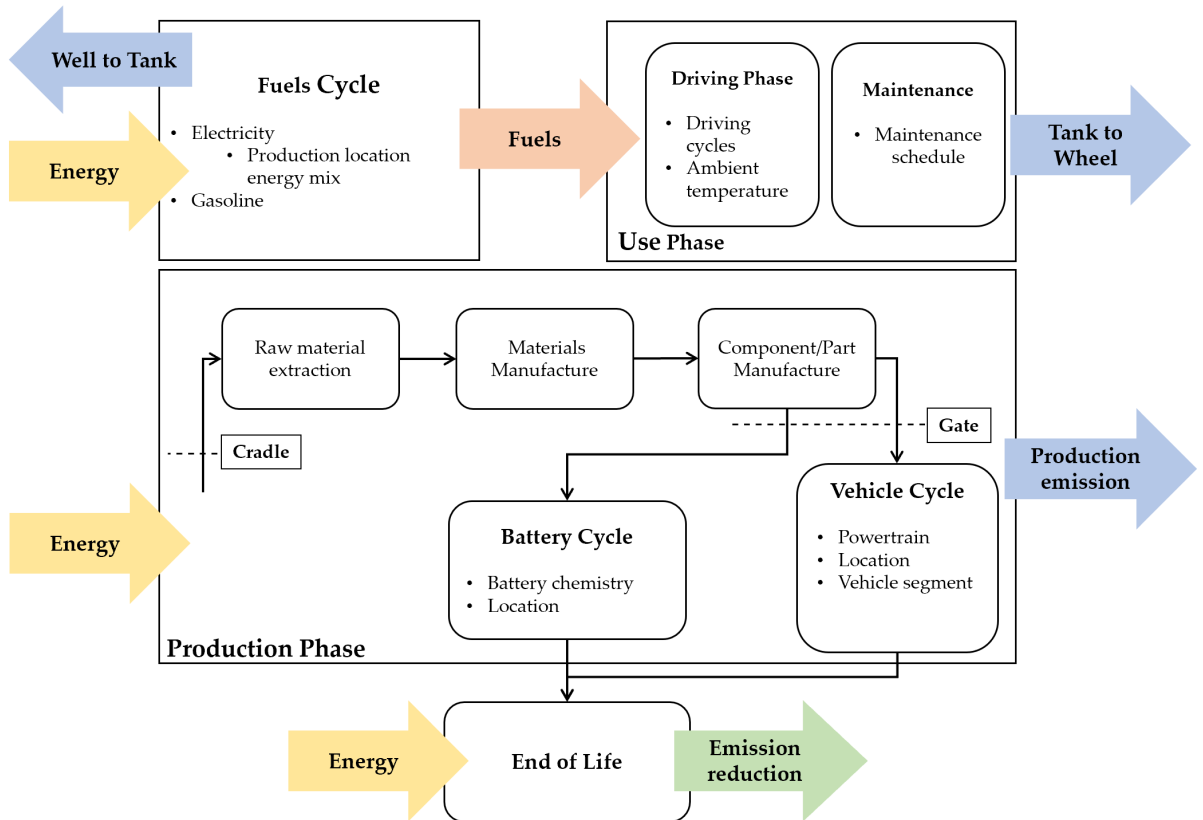 Well to Tank
Energy
Fuels Cycle
• Electricity
• Production location
energy mix
• Gasoline
Fuels
Driving Phase
• Driving
cycles
• Ambient
temperature
Maintenance
• Maintenance
schedule
Use Phase
Tank to
Wheel
Raw material
extraction
Materials
Manufacture
Component/Part
Manufacture
Cradle
Gate
Energy
Battery Cycle
• Battery chemistry
• Location
Vehicle Cycle
• Powertrain
• Location
• Vehicle segment
Production
emission
Production Phase
Energy
End of Life
Emission
reduction